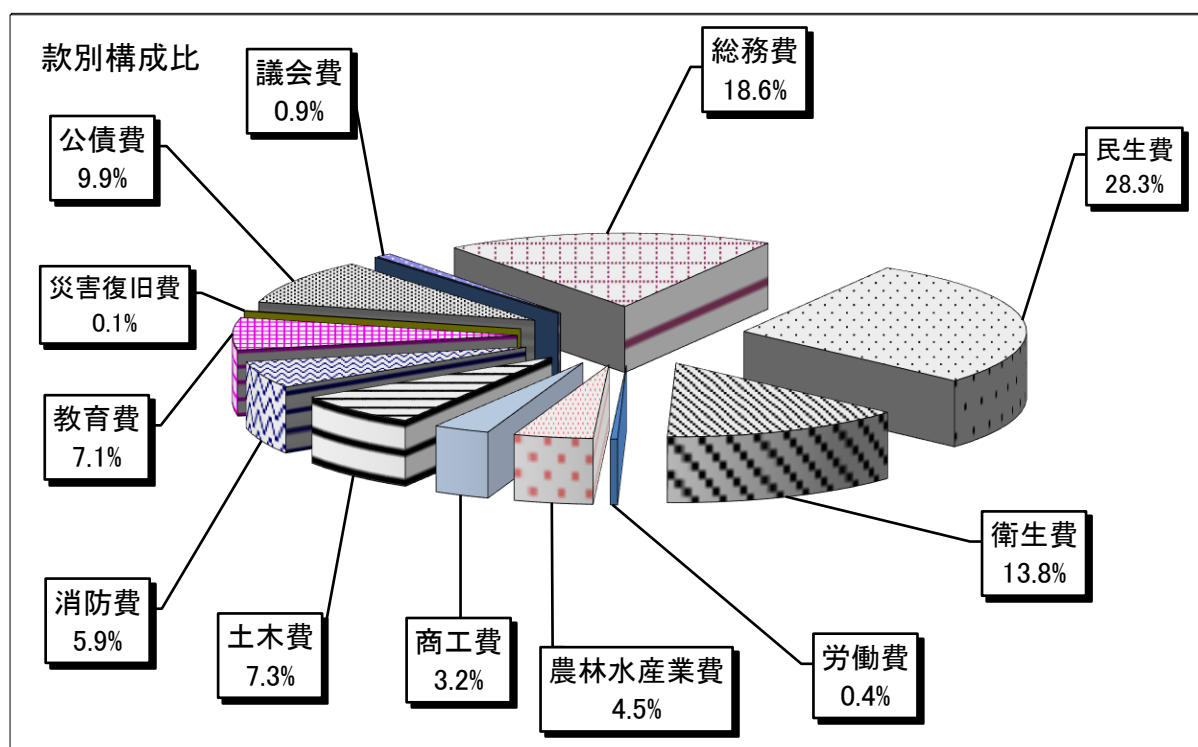 款別構成比
議会費
0.9%
総務費
18.6%
民生費
28.3%
衛生費
13.8%
労働費
0.4%
農林水産業費
4.5%
商工費
3.2%
土木費
7.3%
消防費
5.9%
教育費
7.1%
災害復旧費
0.1%
公債費
9.9%